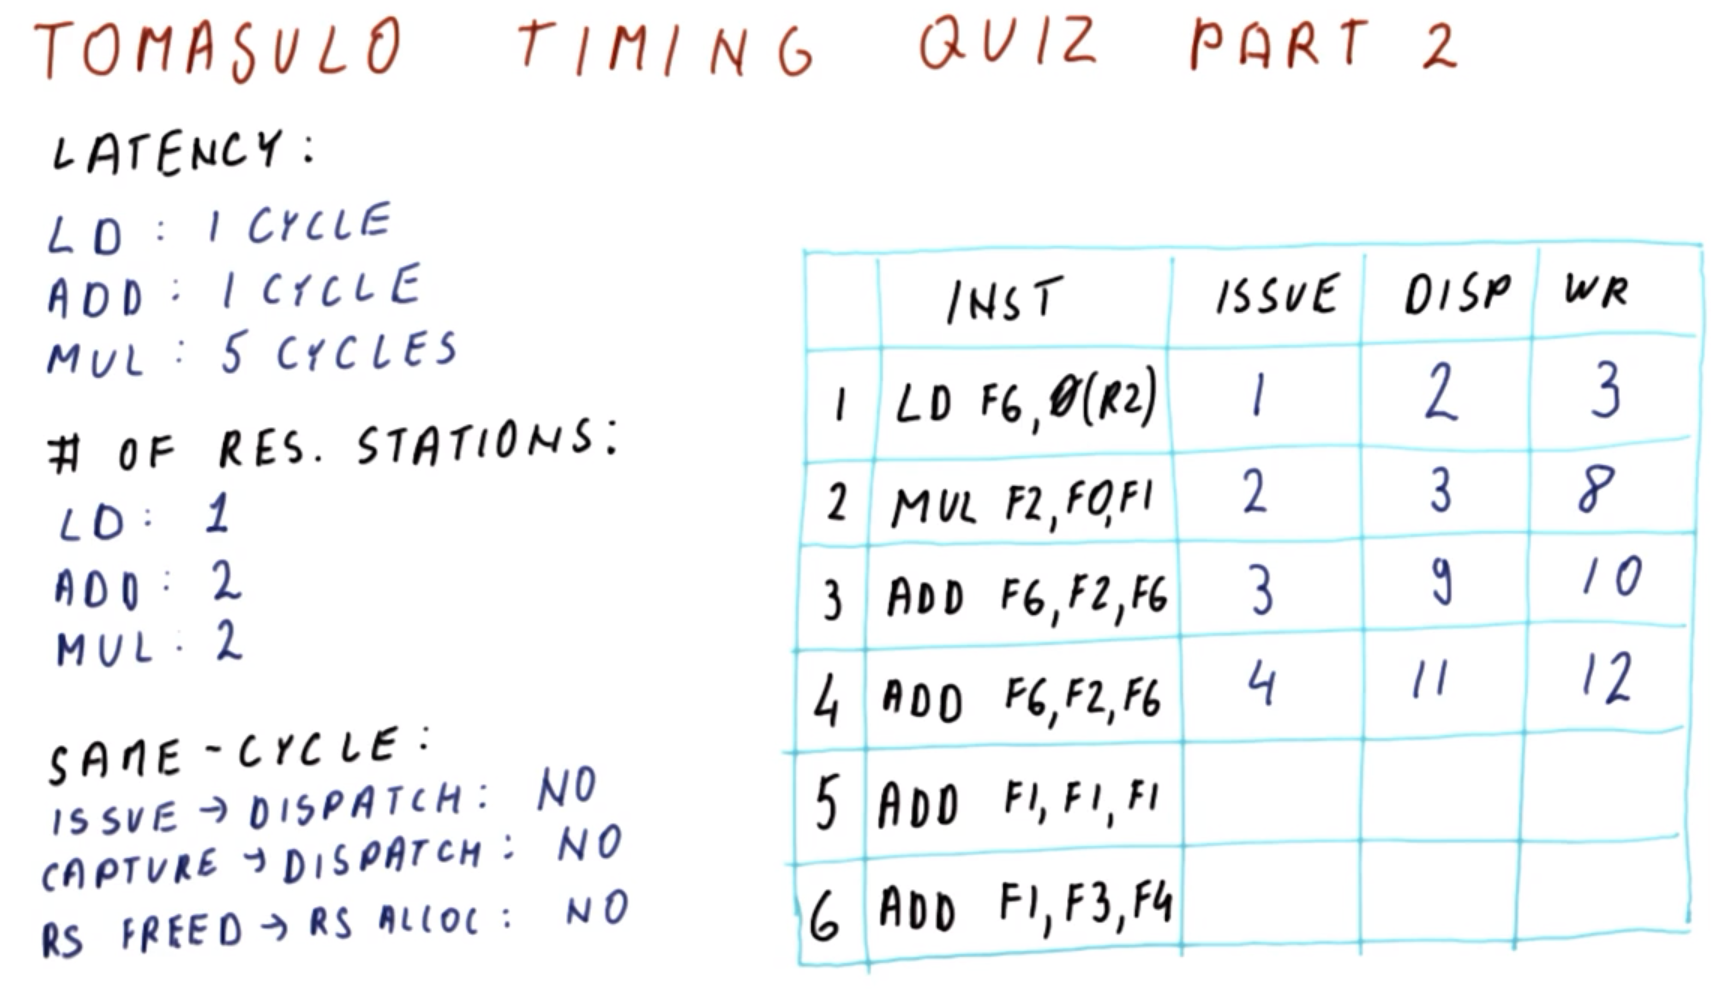 TOMASULO TIMING QUIZ PART 2
LATENCY:
LD: 1 CYCLE
ADD: 1 CYCLE
MUL: 5 CYCLES
# OF RES. STATIONS:
LD: 1
ADD: 2
MUL: 2
SAME-CYCLE:
ISSUE → DISPATCH: NO
CAPTURE → DISPATCH: NO
RS FREED → RS ALLOC: NO
INST ISSUE DISP WR
1 LD F6, 0(R2) 1 2 3
2 MUL F2, F0, F1 2 3 8
3 ADD F6, F2, F6 3 9 10
4 ADD F6, F2, F6 4 11 12
5 ADD F1, F1, F1
6 ADD F1, F3, F4